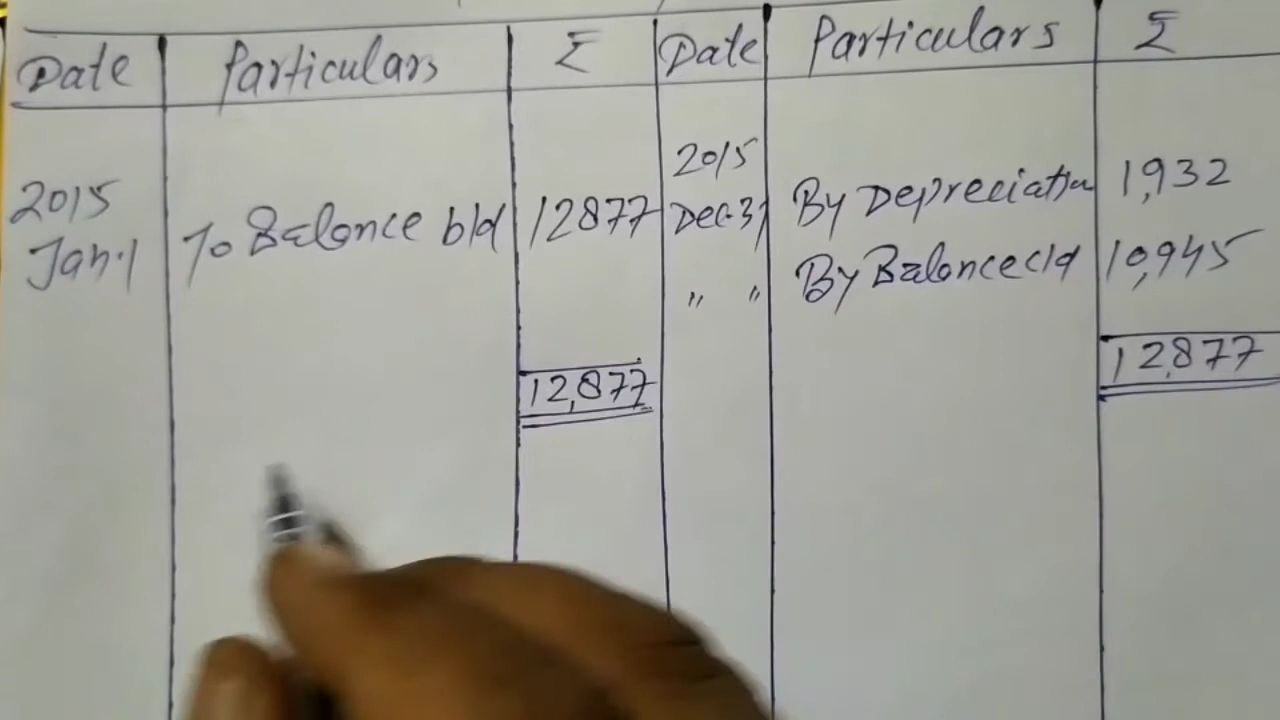 Date Particulars ₹ Date Particulars ₹
2015 2015
Jan.1 To Balance b/d 12877 Dec-31 By Depreciation 1,932
" " By Balance c/d 10,945
12,877 12,877